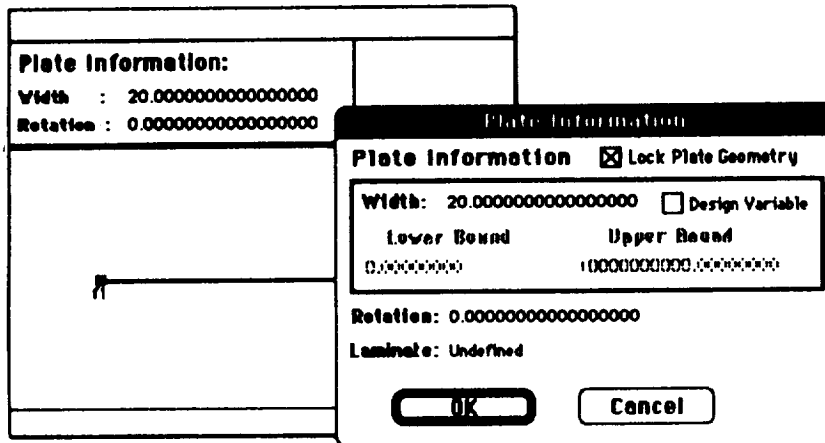 Plate Information:
Width : 20.0000000000000000
Rotation : 0.00000000000000000
Plate Information
Plate Information Lock Plate Geometry
Width: 20.0000000000000000 Design Variable
Lower Bound Upper Bound
Rotation: 0.00000000000000000
Laminate: Undefined
OK Cancel